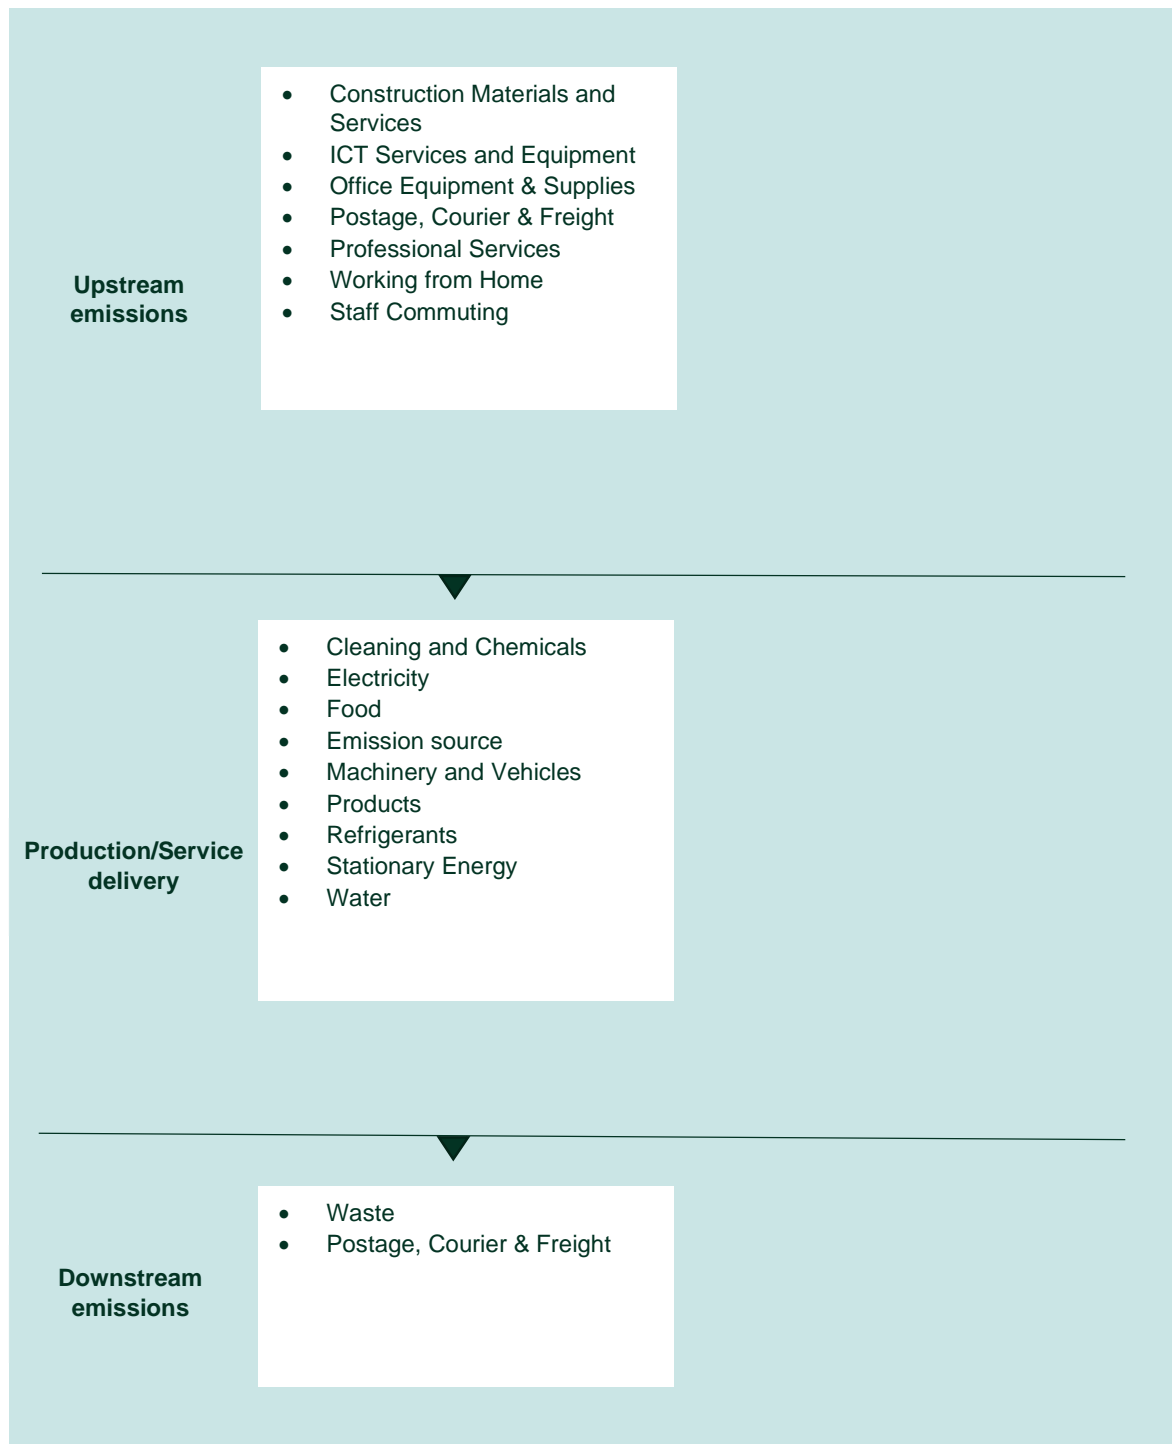 Upstream
emissions
• Construction Materials and
Services
• ICT Services and Equipment
• Office Equipment & Supplies
• Postage, Courier & Freight
• Professional Services
• Working from Home
• Staff Commuting
Production/Service
delivery
• Cleaning and Chemicals
• Electricity
• Food
• Emission source
• Machinery and Vehicles
• Products
• Refrigerants
• Stationary Energy
• Water
Downstream
emissions
• Waste
• Postage, Courier & Freight